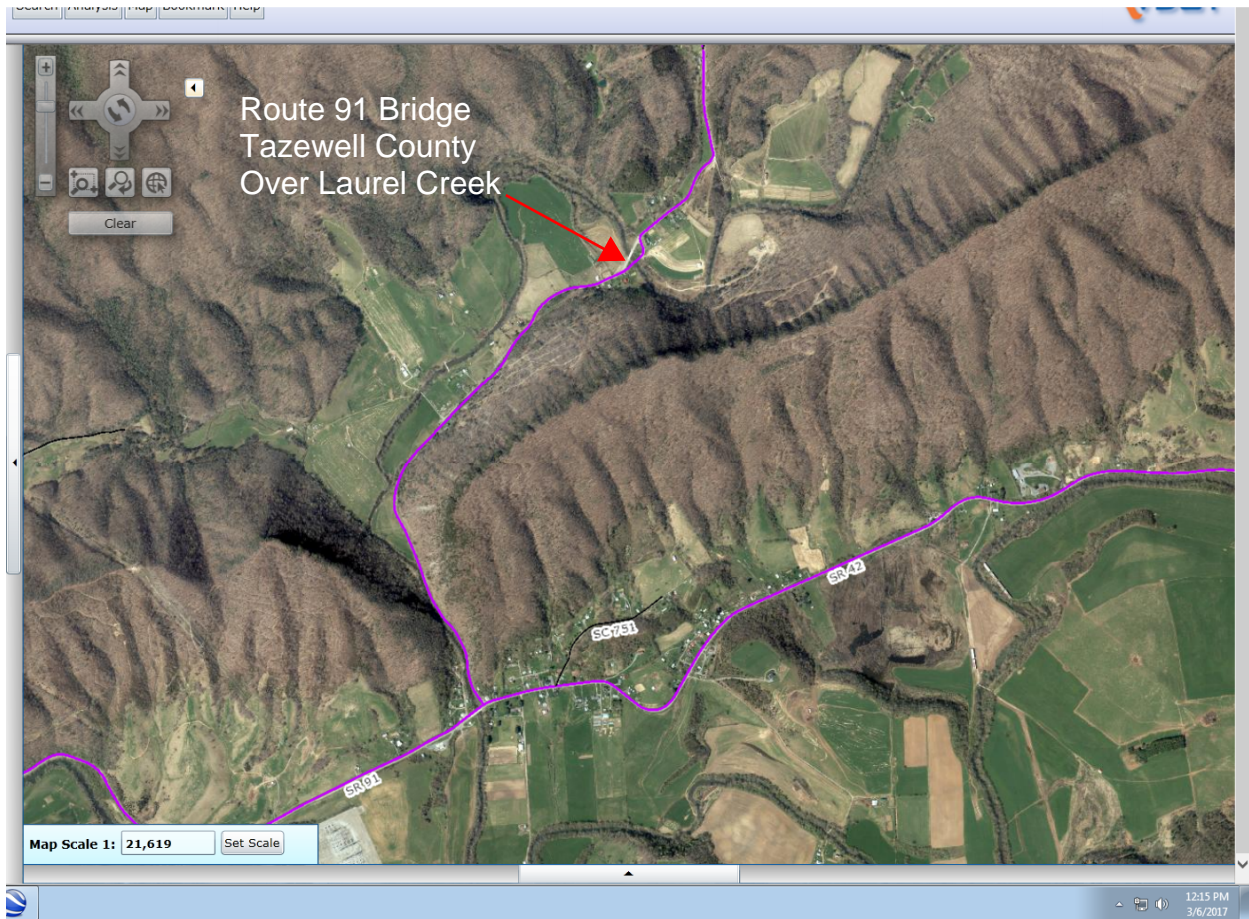 Search Analysis Map Bookmark Help
Route 91 Bridge
Tazewell County
Over Laurel Creek
Clear
SR 42
SC 751
SR 91
Map Scale 1: 21,619 Set Scale
12:15 PM
3/6/2017